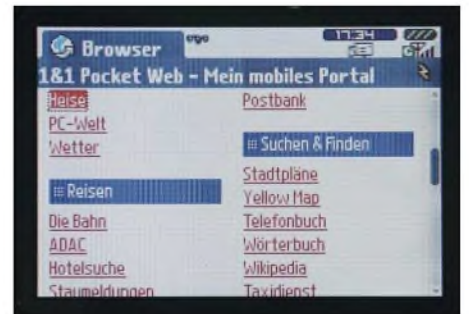 Browser
ogo
17:34
1&1 Pocket Web - Mein mobiles Portal
Heise
PC-Welt
Wetter
Reisen
Die Bahn
ADAC
Hotelsuche
Staumeldungen
Postbank
Suchen & Finden
Stadtpläne
Yellow Map
Telefonbuch
Wörterbuch
Wikipedia
Taxidienst